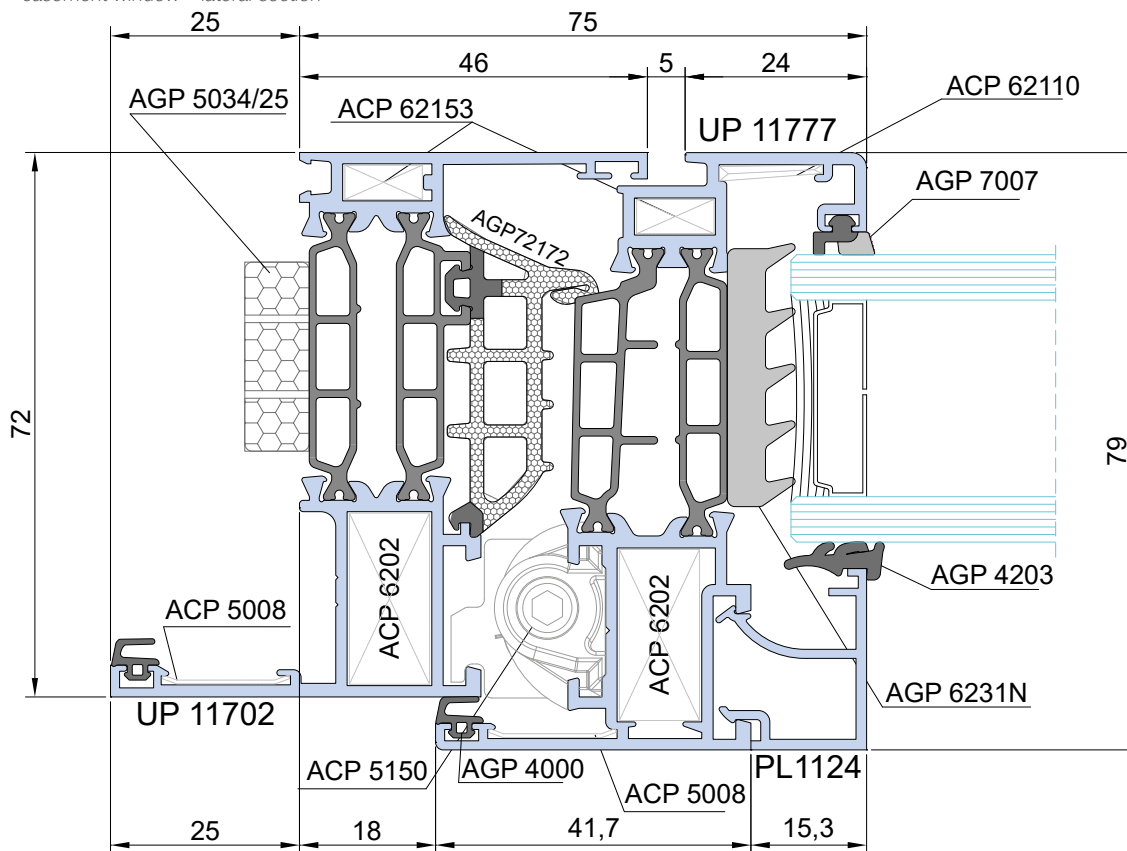 25
75
46
5
24
AGP 5034/25
ACP 62153
ACP 62110
UP 11777
AGP 7007
AGP72172
72
79
ACP 6202
ACP 6202
AGP 4203
ACP 5008
AGP 6231N
UP 11702
ACP 5150
AGP 4000
ACP 5008
PL1124
25
18
41,7
15,3